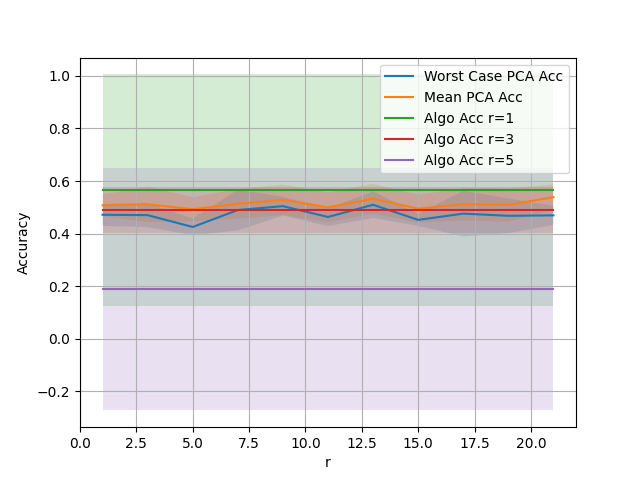 Worst Case PCA Acc
Mean PCA Acc
Algo Acc r=1
Algo Acc r=3
Algo Acc r=5
1.0
0.8
0.6
0.4
0.2
0.0
−0.2
Accuracy
0.0 2.5 5.0 7.5 10.0 12.5 15.0 17.5 20.0
r